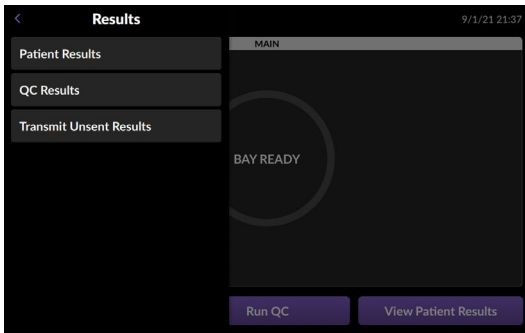 Results
9/1/21 21:37
Patient Results
QC Results
Transmit Unsent Results
MAIN
BAY READY
Run QC
View Patient Results